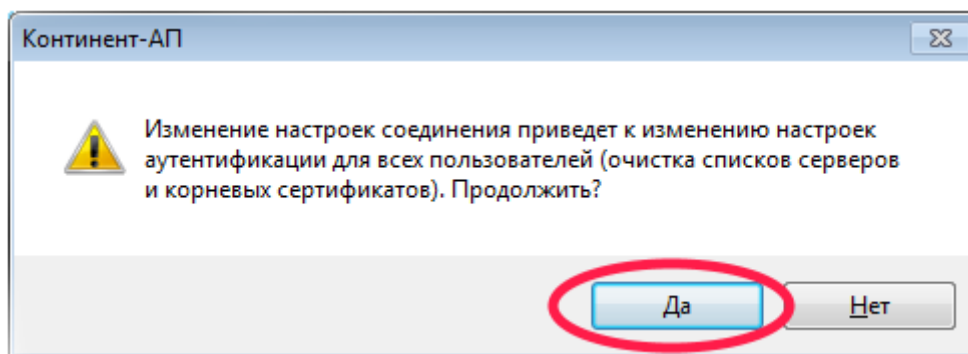 Континент-АП
Изменение настроек соединения приведет к изменению настроек
аутентификации для всех пользователей (очистка списков серверов
и корневых сертификатов). Продолжить?
Да
Нет